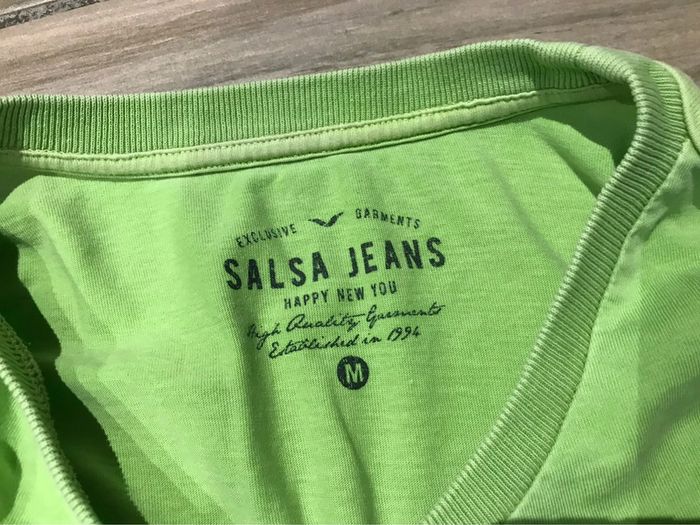 EXCLUSIVE GARMENTS
SALSA JEANS
HAPPY NEW YOU
High Quality Garments
Established in 1994
M